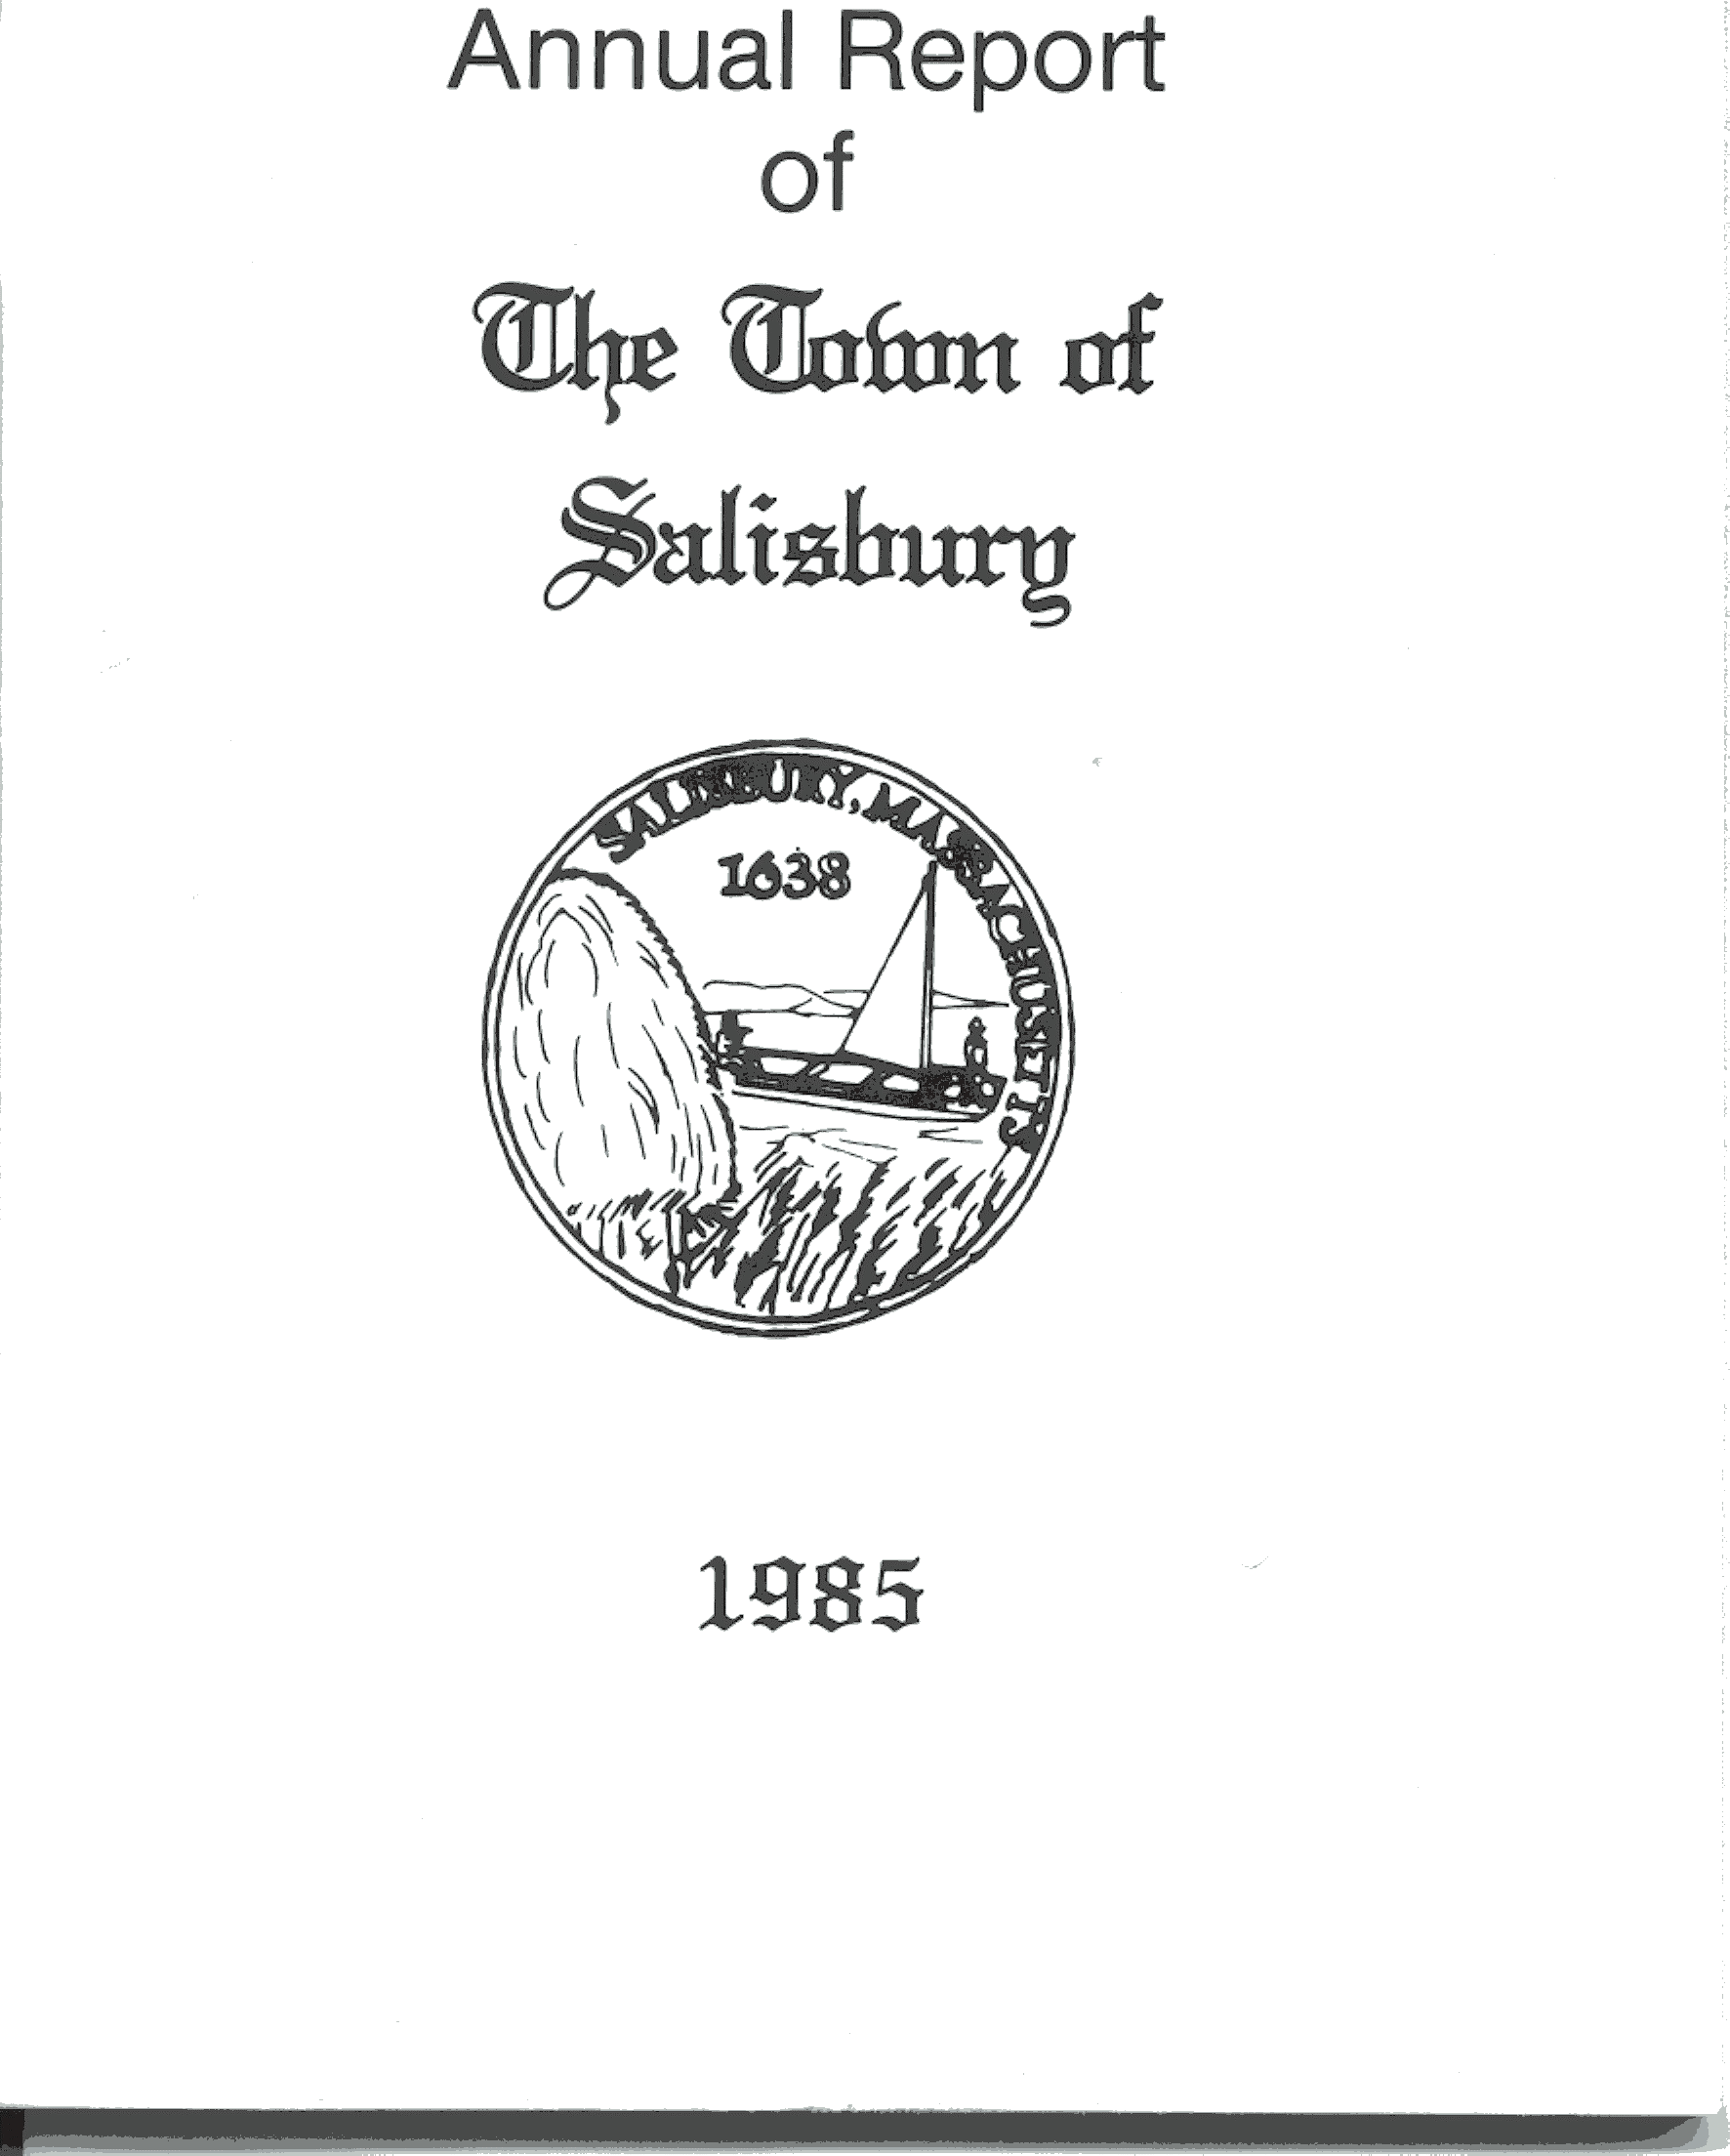 Annual Report
of
The Town of
Salisbury
SALISBURY, MASSACHUSETTS
1638
1985